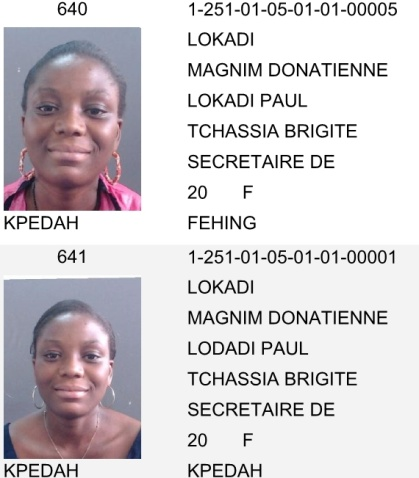 640 1-251-01-05-01-01-00005
LOKADI
MAGNIM DONATIENNE
LOKADI PAUL
TCHASSIA BRIGITE
SECRETAIRE DE
20 F
KPEDAH FEHING
641 1-251-01-05-01-01-00001
LOKADI
MAGNIM DONATIENNE
LODADI PAUL
TCHASSIA BRIGITE
SECRETAIRE DE
20 F
KPEDAH KPEDAH